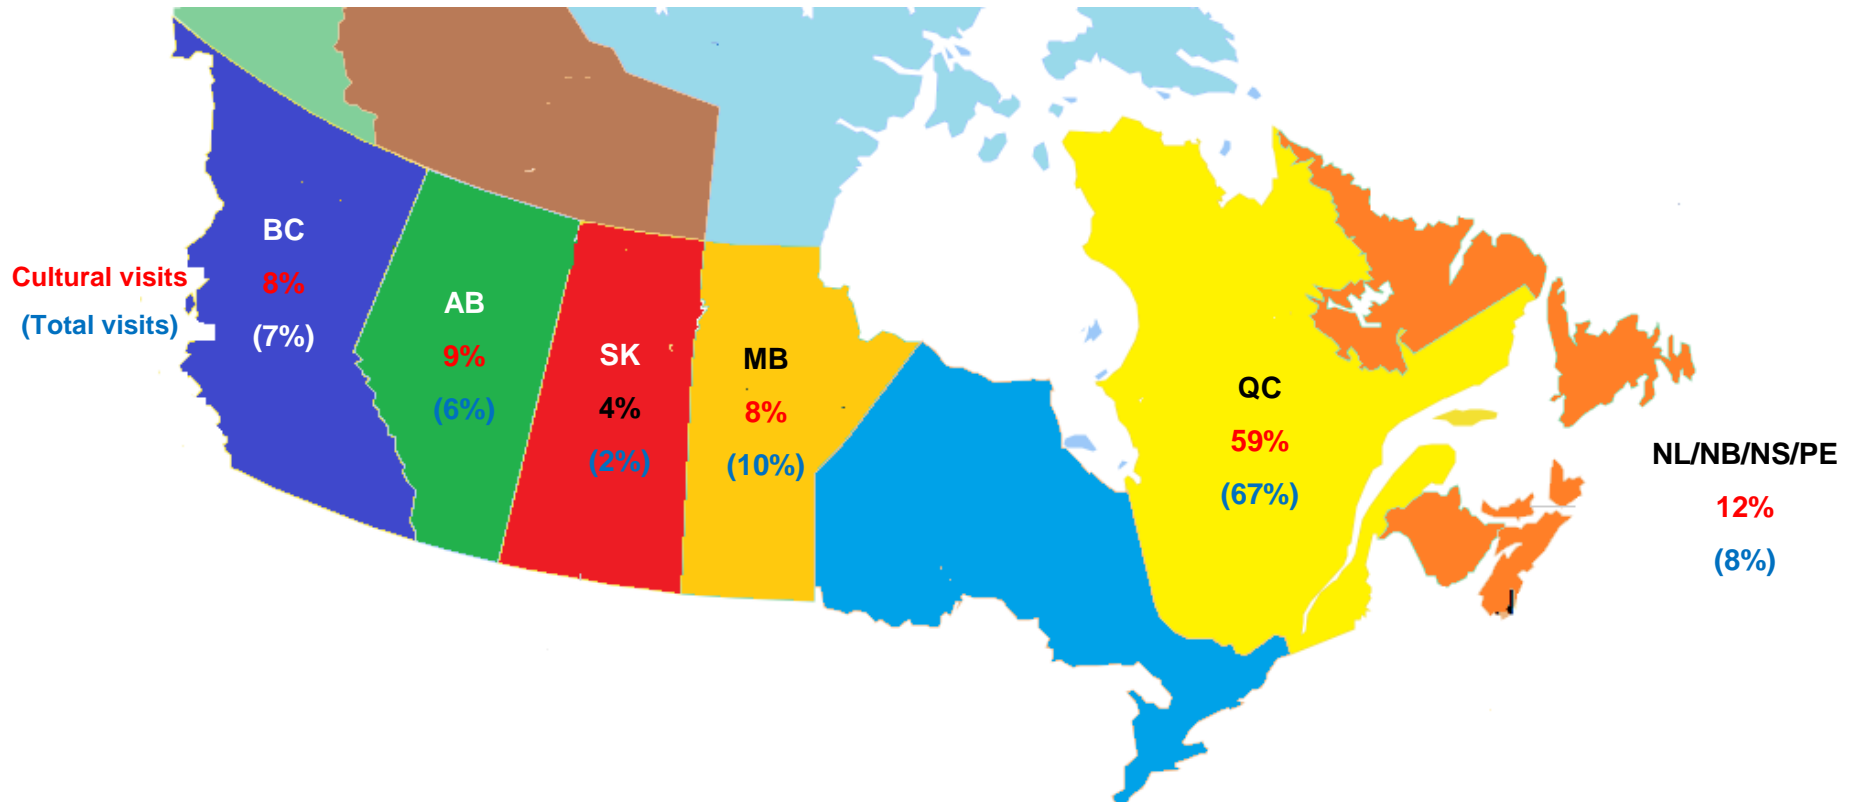 Cultural visits
(Total visits)
BC
8%
(7%)
AB
9%
(6%)
SK
4%
(2%)
MB
8%
(10%)
QC
59%
(67%)
NL/NB/NS/PE
12%
(8%)